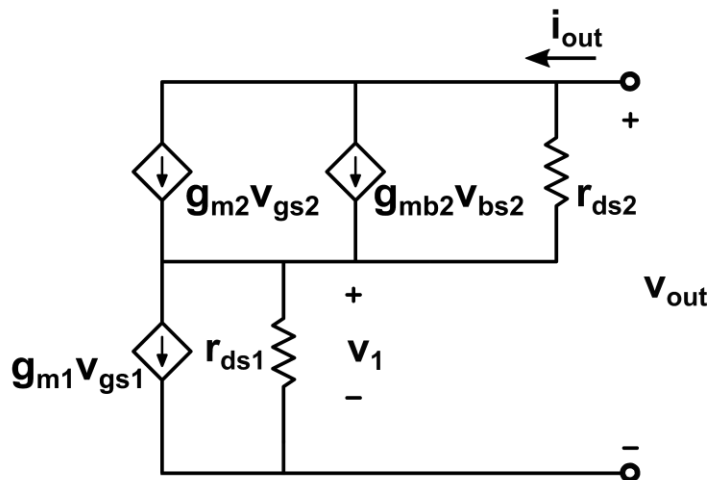 iout
+
gm2vgs2
gmb2vbs2
rds2
+
vout
gm1vgs1
rds1
v1
−
−